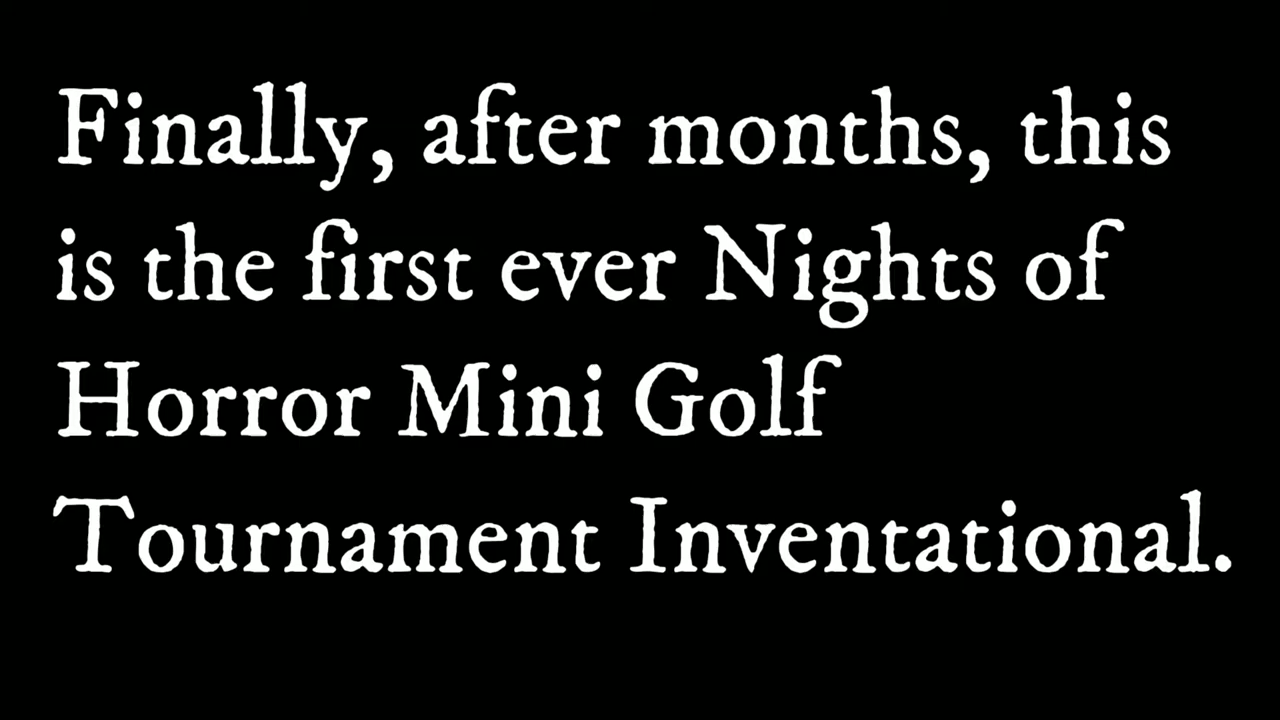 Finally, after months, this
is the first ever Nights of
Horror Mini Golf
Tournament Inventational.